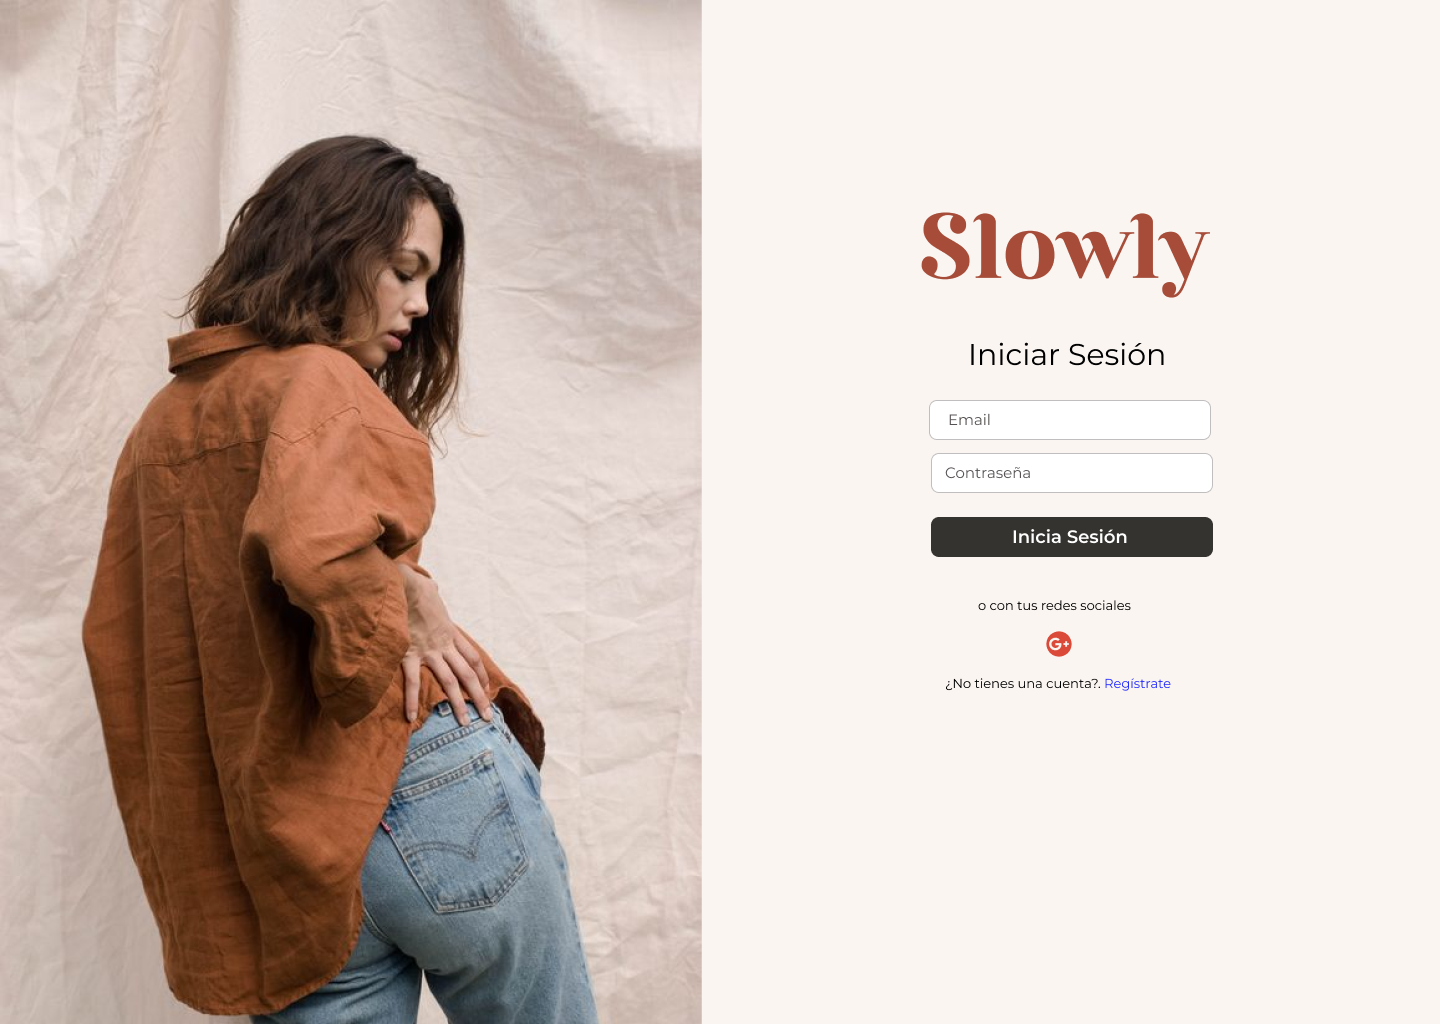 Slowly
Iniciar Sesión
Email
Contraseña
Inicia Sesión
o con tus redes sociales
G+
¿No tienes una cuenta?. Regístrate